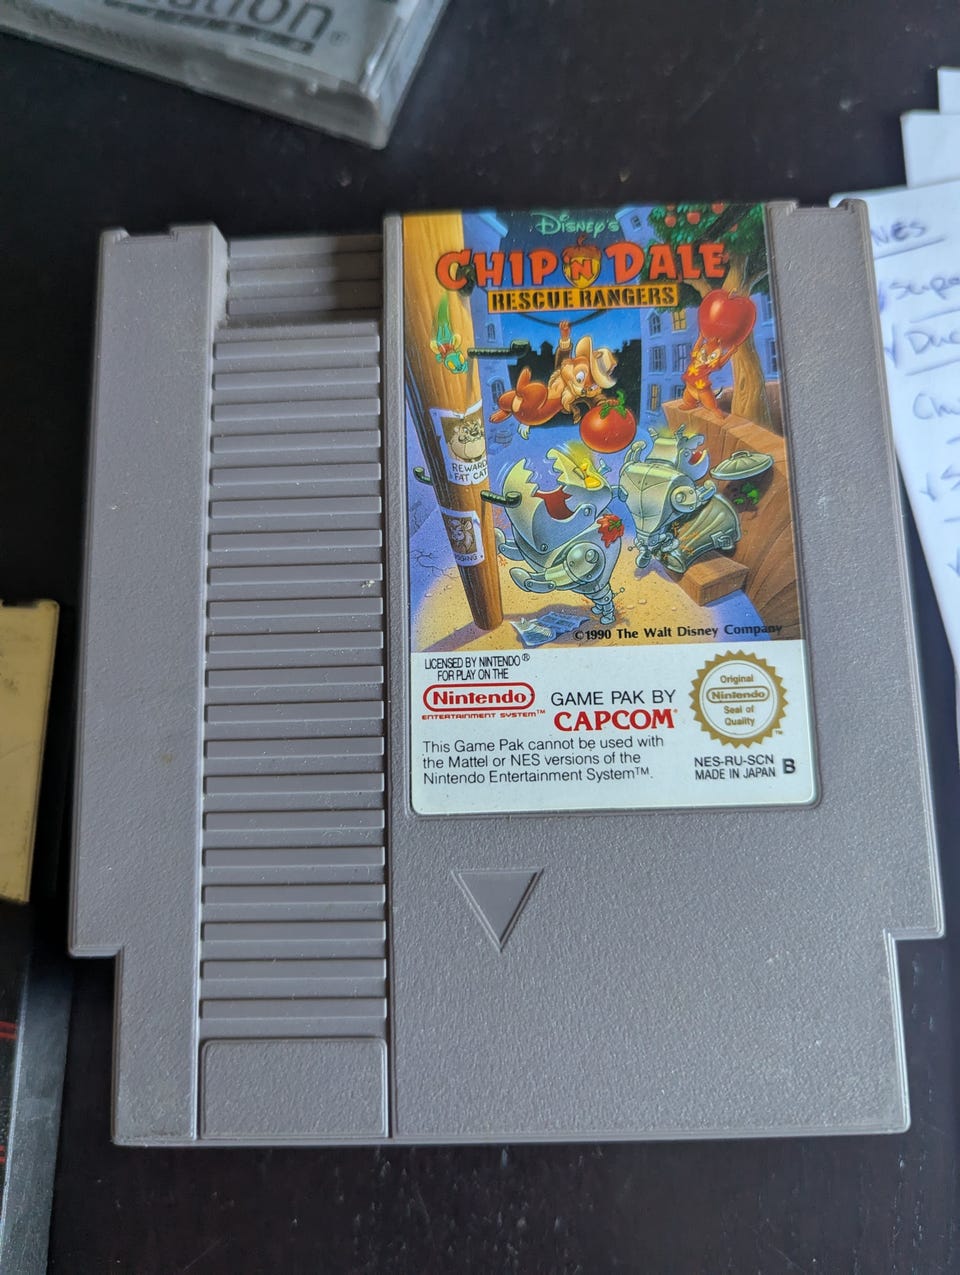 NES
Disney's
CHIP 'N DALE
RESCUE RANGERS
REWARD
FAT CAT
©1990 The Walt Disney Company
LICENSED BY NINTENDO®
FOR PLAY ON THE
Nintendo®
ENTERTAINMENT SYSTEM™
GAME PAK BY
CAPCOM®
This Game Pak cannot be used with
the Mattel or NES versions of the
Nintendo Entertainment System™.
Original
Nintendo
Seal of
Quality
™
NES-RU-SCN
MADE IN JAPAN B